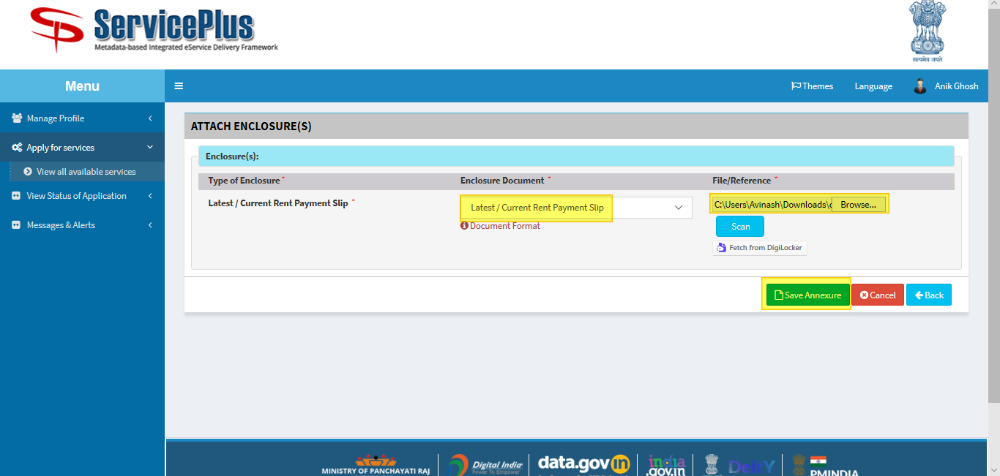 ServicePlus
Metadata-based Integrated eService Delivery Framework
सत्यमेव जयते
Menu
Themes
Language
Anik Ghosh
Manage Profile
Apply for services
View all available services
View Status of Application
Messages & Alerts
ATTACH ENCLOSURE(S)
Enclosure(s):
Type of Enclosure * Enclosure Document * File/Reference *
Latest / Current Rent Payment Slip *
Latest / Current Rent Payment Slip
C:\Users\Avinash\Downloads\ Browse...
Document Format
Scan
Fetch from DigiLocker
Save Annexure
Cancel
Back
MINISTRY OF PANCHAYATI RAJ
Digital India
Power To Empower
data.gov in
india
.gov.in
DeitY
PMINDIA